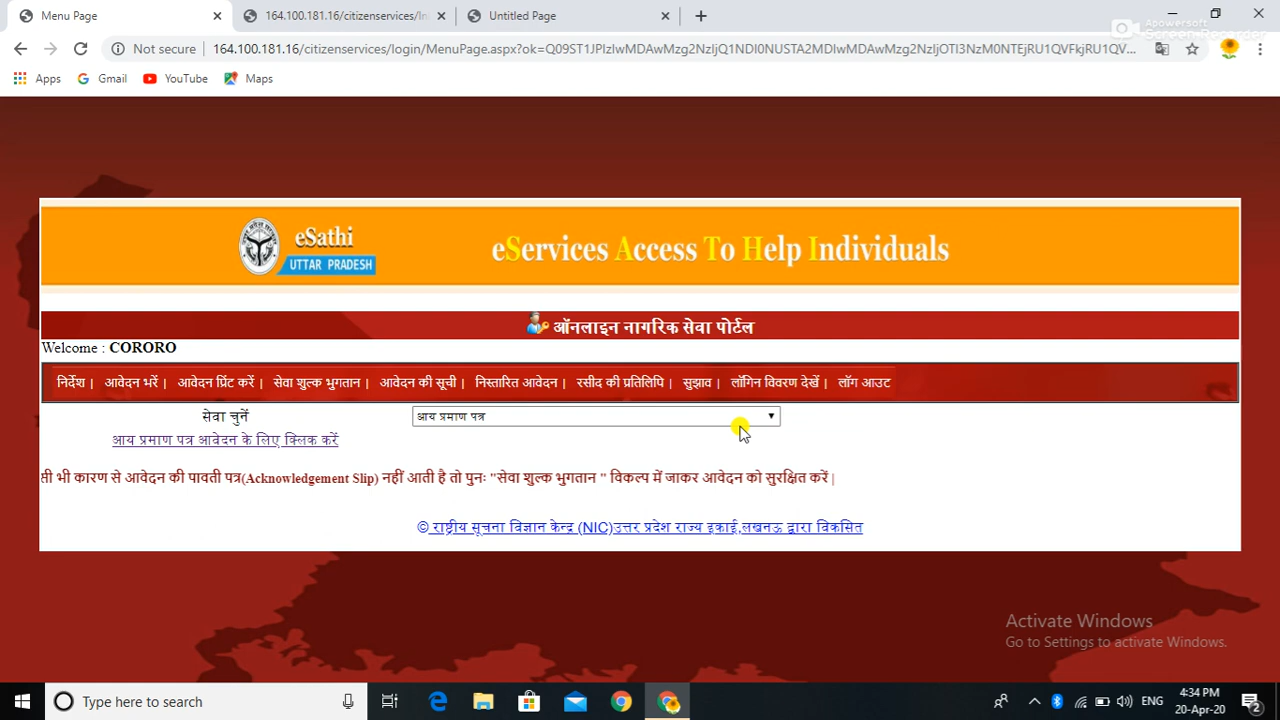 Menu Page
164.100.181.16/citizenservices/In
Untitled Page
Apowersoft
Screen Recorder
Not secure
164.100.181.16/citizenservices/login/MenuPage.aspx?ok=
Apps
Gmail
YouTube
Maps
eSathi
UTTAR PRADESH
eServices Access To Help Individuals
ऑनलाइन नागरिक सेवा पोर्टल
Welcome : CORORO
निर्देश | आवेदन भरें | आवेदन प्रिंट करें | सेवा शुल्क भुगतान | आवेदन की सूची | निस्तारित आवेदन | रसीद की प्रतिलिपि | सुझाव | लॉगिन विवरण देखें | लॉग आउट
सेवा चुनें
आय प्रमाण पत्र
आय प्रमाण पत्र आवेदन के लिए क्लिक करें
ती भी कारण से आवेदन की पावती पत्र(Acknowledgement Slip) नहीं आती है तो पुनः "सेवा शुल्क भुगतान " विकल्प में जाकर आवेदन को सुरक्षित करें |
© राष्ट्रीय सूचना विज्ञान केन्द्र (NIC)उत्तर प्रदेश राज्य इकाई,लखनऊ द्वारा विकसित
Activate Windows
Go to Settings to activate Windows.
Type here to search
ENG
4:34 PM
20-Apr-20
2